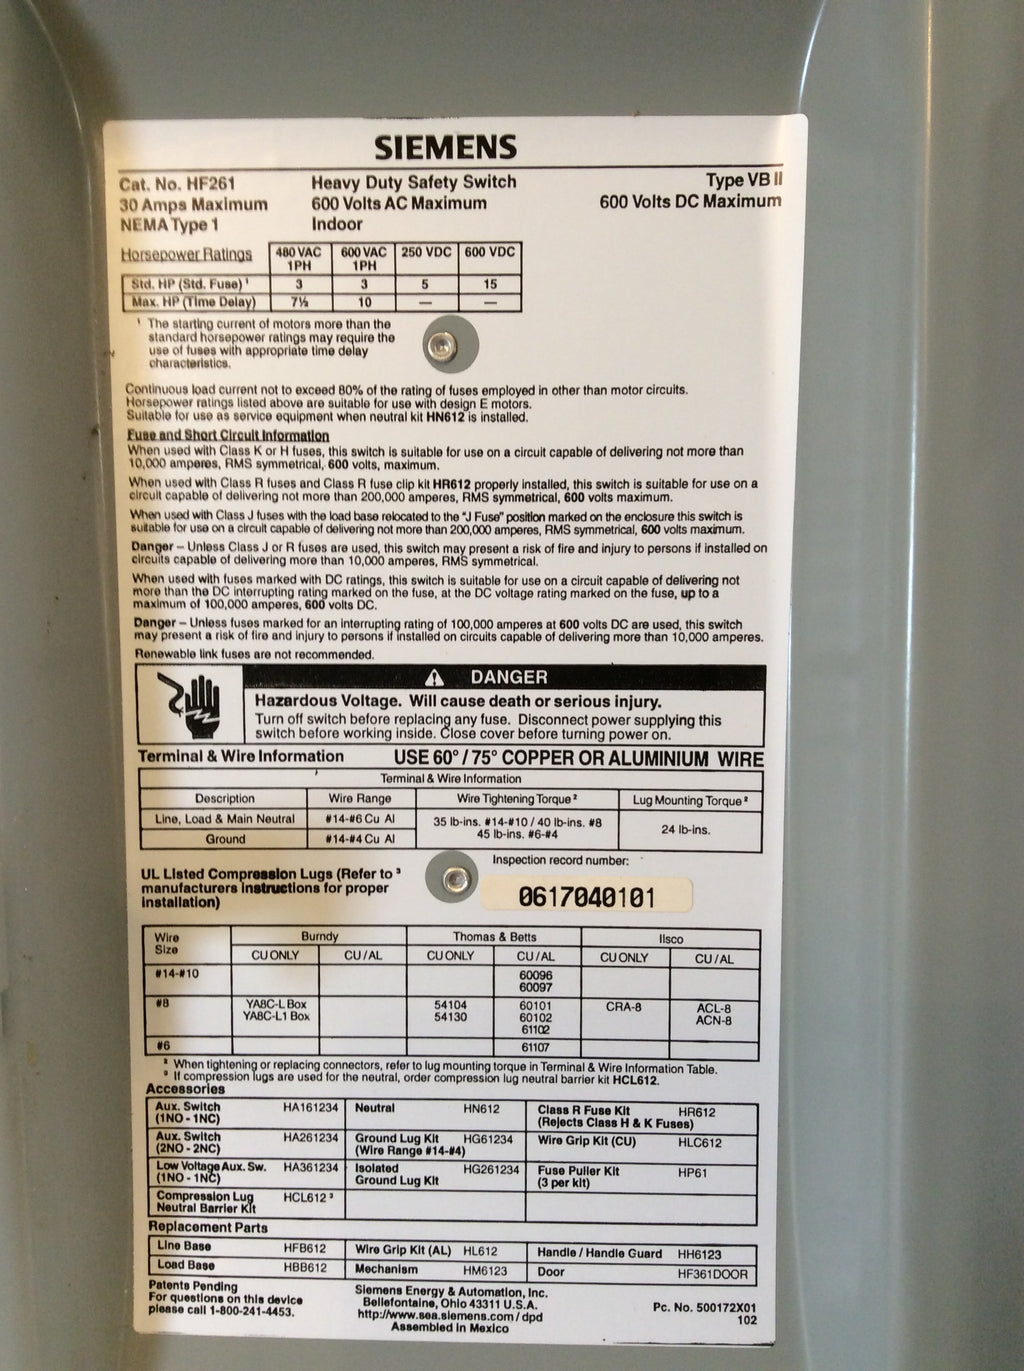 SIEMENS
Cat. No. HF261 Heavy Duty Safety Switch Type VB II
30 Amps Maximum 600 Volts AC Maximum 600 Volts DC Maximum
NEMA Type 1 Indoor
Horsepower Ratings 480 VAC 1PH 600 VAC 1PH 250 VDC 600 VDC
Std. HP (Std. Fuse) ¹ 3 3 5 15
Max. HP (Time Delay) 7½ 10 — —
¹ The starting current of motors more than the
standard horsepower ratings may require the
use of fuses with appropriate time delay
characteristics.
Continuous load current not to exceed 80% of the rating of fuses employed in other than motor circuits.
Horsepower ratings listed above are suitable for use with design E motors.
Suitable for use as service equipment when neutral kit HN612 is installed.
Fuse and Short Circuit Information
When used with Class K or H fuses, this switch is suitable for use on a circuit capable of delivering not more than
10,000 amperes, RMS symmetrical, 600 volts, maximum.
When used with Class R fuses and Class R fuse clip kit HR612 properly installed, this switch is suitable for use on a
circuit capable of delivering not more than 200,000 amperes, RMS symmetrical, 600 volts maximum.
When used with Class J fuses with the load base relocated to the "J Fuse" position marked on the enclosure this switch is
suitable for use on a circuit capable of delivering not more than 200,000 amperes, RMS symmetrical, 600 volts maximum.
Danger – Unless Class J or R fuses are used, this switch may present a risk of fire and injury to persons if installed on
circuits capable of delivering more than 10,000 amperes, RMS symmetrical.
When used with fuses marked with DC ratings, this switch is suitable for use on a circuit capable of delivering not
more than the DC interrupting rating marked on the fuse, at the DC voltage rating marked on the fuse, up to a
maximum of 100,000 amperes, 600 volts DC.
Danger – Unless fuses marked for an interrupting rating of 100,000 amperes at 600 volts DC are used, this switch
may present a risk of fire and injury to persons if installed on circuits capable of delivering more than 10,000 amperes.
Renewable link fuses are not recommended.
DANGER
Hazardous Voltage. Will cause death or serious injury.
Turn off switch before replacing any fuse. Disconnect power supplying this
switch before working inside. Close cover before turning power on.
Terminal & Wire Information USE 60° / 75° COPPER OR ALUMINIUM WIRE
Terminal & Wire Information
Description Wire Range Wire Tightening Torque ² Lug Mounting Torque ²
Line, Load & Main Neutral #14-#6 Cu Al 35 lb-ins. #14-#10 / 40 lb-ins. #8 24 lb-ins.
Ground #14-#4 Cu Al 45 lb-ins. #6-#4
Inspection record number:
0617040101
UL Listed Compression Lugs (Refer to ³
manufacturers instructions for proper
installation)
Wire Size Burndy Thomas & Betts Ilsco
CU ONLY CU / AL CU ONLY CU / AL CU ONLY CU / AL
#14-#10 60096
60097
#8 YA8C-L Box 54104 60101 CRA-8 ACL-8
YA8C-L1 Box 54130 60102 ACN-8
61102
#6 61107
² When tightening or replacing connectors, refer to lug mounting torque in Terminal & Wire Information Table.
³ If compression lugs are used for the neutral, order compression lug neutral barrier kit HCL612.
Accessories
Aux. Switch HA161234 Neutral HN612 Class R Fuse Kit HR612
(1NO - 1NC) (Rejects Class H & K Fuses)
Aux. Switch HA261234 Ground Lug Kit HG61234 Wire Grip Kit (CU) HLC612
(2NO - 2NC) (Wire Range #14-#4)
Low Voltage Aux. Sw. HA361234 Isolated HG261234 Fuse Puller Kit HP61
(1NO - 1NC) Ground Lug Kit (3 per kit)
Compression Lug HCL612 ³
Neutral Barrier Kit
Replacement Parts
Line Base HFB612 Wire Grip Kit (AL) HL612 Handle / Handle Guard HH6123
Load Base HBB612 Mechanism HM6123 Door HF361DOOR
Patents Pending
For questions on this device
please call 1-800-241-4453.
Siemens Energy & Automation, Inc.
Bellefontaine, Ohio 43311 U.S.A.
http://www.sea.siemens.com / dpd
Assembled in Mexico
Pc. No. 500172X01
102